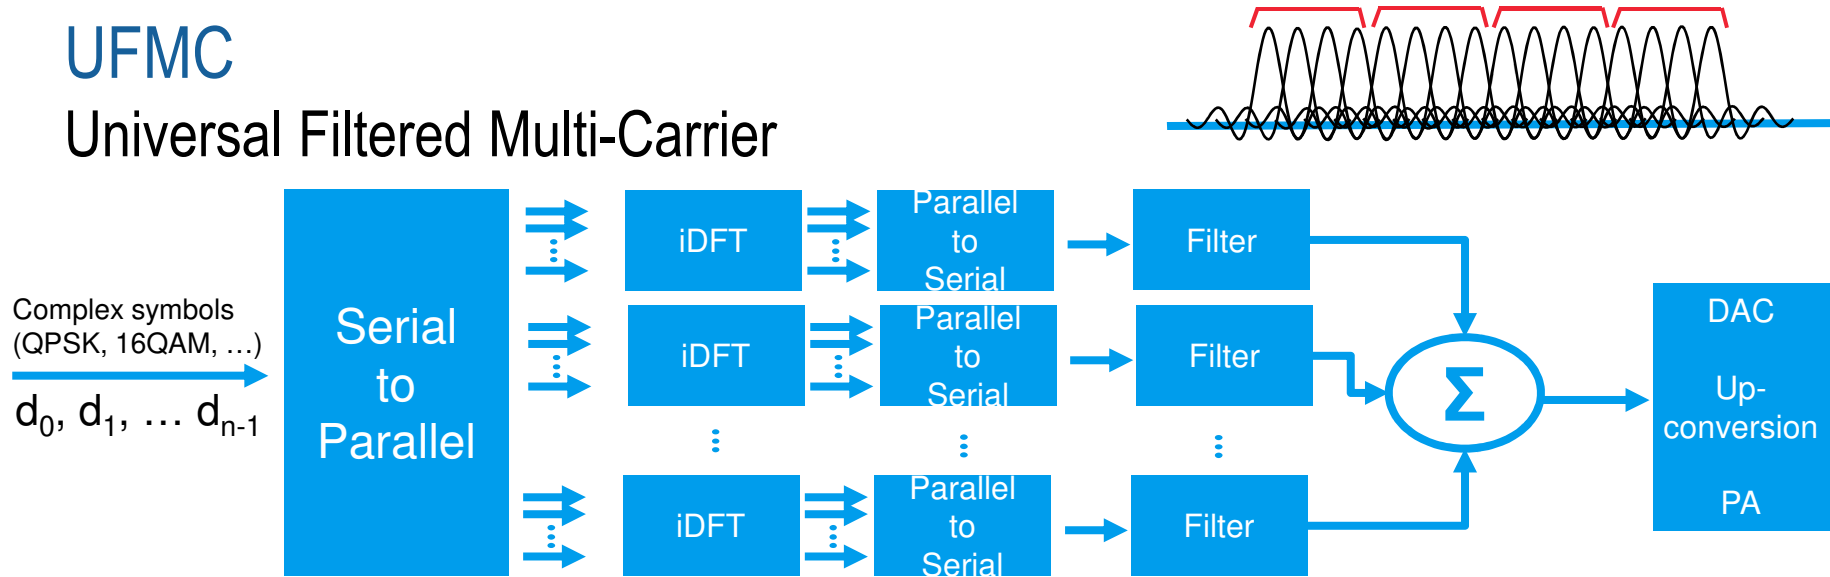 UFMC
Universal Filtered Multi-Carrier
Complex symbols
(QPSK, 16QAM, …)
d0, d1, … dn-1
Serial
to
Parallel
iDFT
Parallel
to
Serial
Filter
iDFT
Parallel
to
Serial
Filter
iDFT
Parallel
to
Serial
Filter
Σ
DAC
Up-
conversion
PA